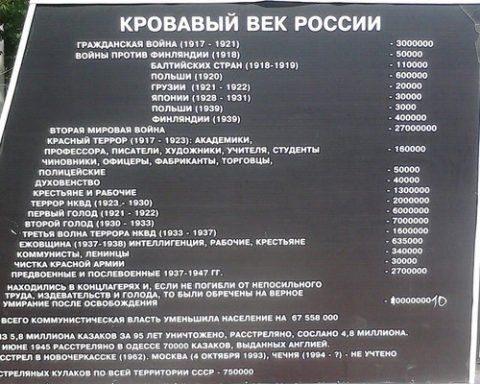 КРОВАВЫЙ ВЕК РОССИИ
ГРАЖДАНСКАЯ ВОЙНА (1917 - 1921) - 3000000
ВОЙНЫ ПРОТИВ ФИНЛЯНДИИ (1918) - 50000
БАЛТИЙСКИХ СТРАН (1918-1919) - 110000
ПОЛЬШИ (1920) - 600000
ГРУЗИИ (1921 - 1922) - 20000
ЯПОНИИ (1928 - 1931) - 30000
ПОЛЬШИ (1939) - 3000
ФИНЛЯНДИИ (1939) - 400000
ВТОРАЯ МИРОВАЯ ВОЙНА - 27000000
КРАСНЫЙ ТЕРРОР (1917 - 1923): АКАДЕМИКИ,
ПРОФЕССОРА, ПИСАТЕЛИ, ХУДОЖНИКИ, УЧИТЕЛЯ, СТУДЕНТЫ - 160000
ЧИНОВНИКИ, ОФИЦЕРЫ, ФАБРИКАНТЫ, ТОРГОВЦЫ,
ПОЛИЦЕЙСКИЕ - 50000
ДУХОВЕНСТВО - 40000
КРЕСТЬЯНЕ И РАБОЧИЕ - 1300000
ТЕРРОР НКВД (1923 - 1930) - 2000000
ПЕРВЫЙ ГОЛОД (1921 - 1922) - 6000000
ВТОРОЙ ГОЛОД (1930 - 1933) - 7000000
ТРЕТЬЯ ВОЛНА ТЕРРОРА НКВД (1933 - 1937) - 1600000
ЕЖОВЩИНА (1937-1938) ИНТЕЛЛИГЕНЦИЯ, РАБОЧИЕ, КРЕСТЬЯНЕ - 635000
КОММУНИСТЫ, ЛЕНИНЦЫ - 340000
ЧИСТКА КРАСНОЙ АРМИИ - 30000
ПРЕДВОЕННЫЕ И ПОСЛЕВОЕННЫЕ 1937-1947 ГГ. - 2700000
НАХОДИЛИСЬ В КОНЦЛАГЕРЯХ И, ЕСЛИ НЕ ПОГИБЛИ ОТ НЕПОСИЛЬНОГО
ТРУДА, ИЗДЕВАТЕЛЬСТВ И ГОЛОДА, ТО БЫЛИ ОБРЕЧЕНЫ НА ВЕРНОЕ
УМИРАНИЕ ПОСЛЕ ОСВОБОЖДЕНИЯ
ВСЕГО КОММУНИСТИЧЕСКАЯ ВЛАСТЬ УМЕНЬШИЛА НАСЕЛЕНИЕ НА 67 558 000
ИЗ 5,8 МИЛЛИОНА КАЗАКОВ ЗА 95 ЛЕТ УНИЧТОЖЕНО, РАССТРЕЛЯНО, СОСЛАНО 4,8 МИЛЛИОНА.
ИЮНЕ 1945 РАССТРЕЛЯНО В ОДЕССЕ 70000 КАЗАКОВ, ВЫДАННЫХ АНГЛИЕЙ.
ССТРЕЛ В НОВОЧЕРКАССКЕ (1962). МОСКВА (4 ОКТЯБРЯ 1993), ЧЕЧНЯ (1994 - ?) - НЕ УЧТЕНО
ССТРЕЛЯНЫХ КУЛАКОВ ПО ВСЕЙ ТЕРРИТОРИИ СССР - 750000